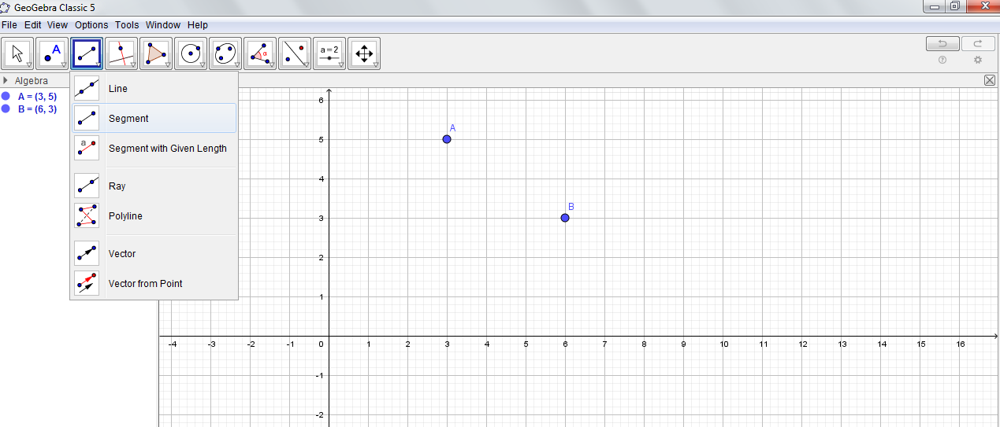 GeoGebra Classic 5
File Edit View Options Tools Window Help
A
α
a=2
Algebra
A = (3, 5)
B = (6, 3)
Line
Segment
a
Segment with Given Length
Ray
Polyline
Vector
Vector from Point
6
A
5
4
B
3
2
1
-4 -3 -2 -1 0 1 2 3 4 5 6 7 8 9 10 11 12 13 14 15 16
-1
-2